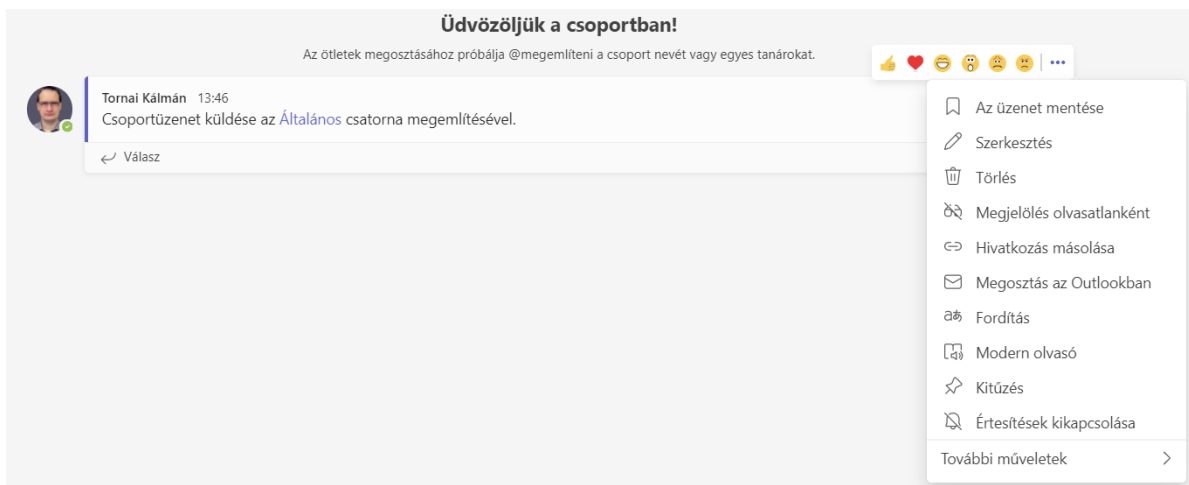 Üdvözöljük a csoportban!
Az ötletek megosztásához próbálja @megemlíteni a csoport nevét vagy egyes tanárokat.
Tornai Kálmán 13:46
Csoportüzenet küldése az Általános csatorna megemlítésével.
Válasz
Az üzenet mentése
Szerkesztés
Törlés
Megjelölés olvasatlanként
Hivatkozás másolása
Megosztás az Outlookban
Fordítás
Modern olvasó
Kitűzés
Értesítések kikapcsolása
További műveletek